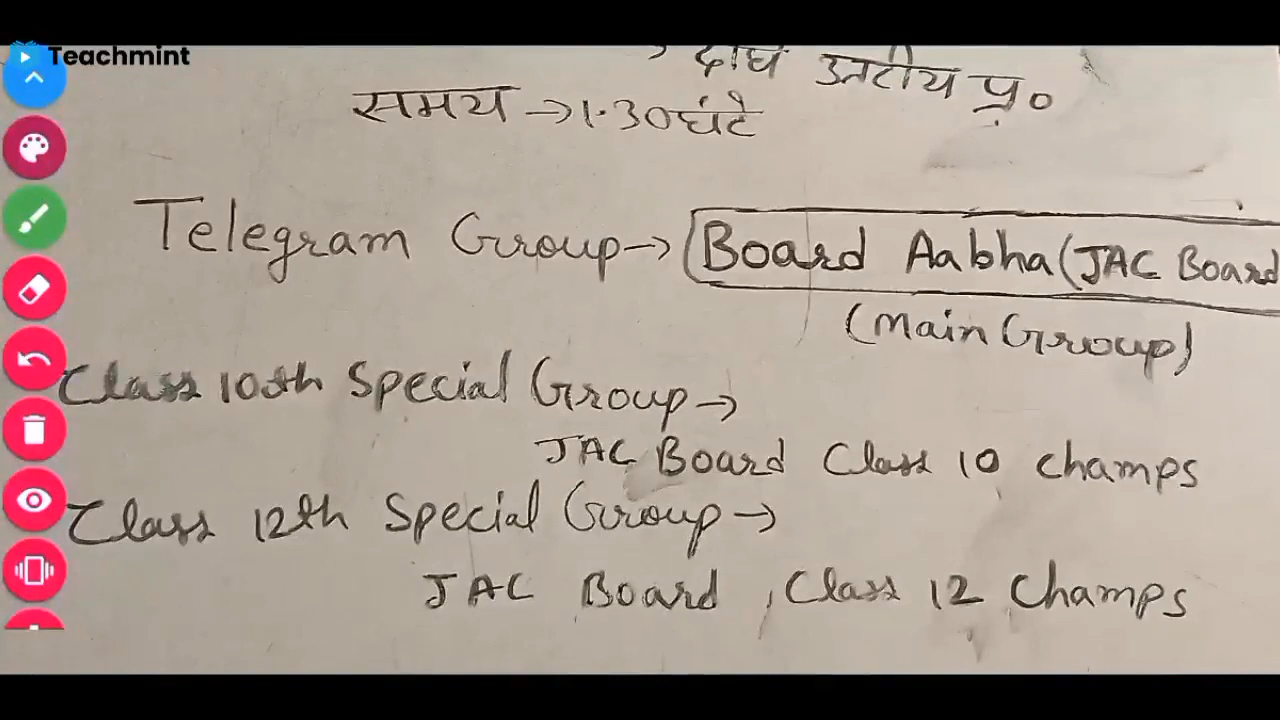 Teachmint
दीर्घ उत्तरीय प्र०
समय → 1.30 घंटे
Telegram Group → Board Aabha (JAC Board
(Main Group)
Class 10th Special Group →
JAC Board Class 10 champs
Class 12th Special Group →
JAC Board, Class 12 Champs